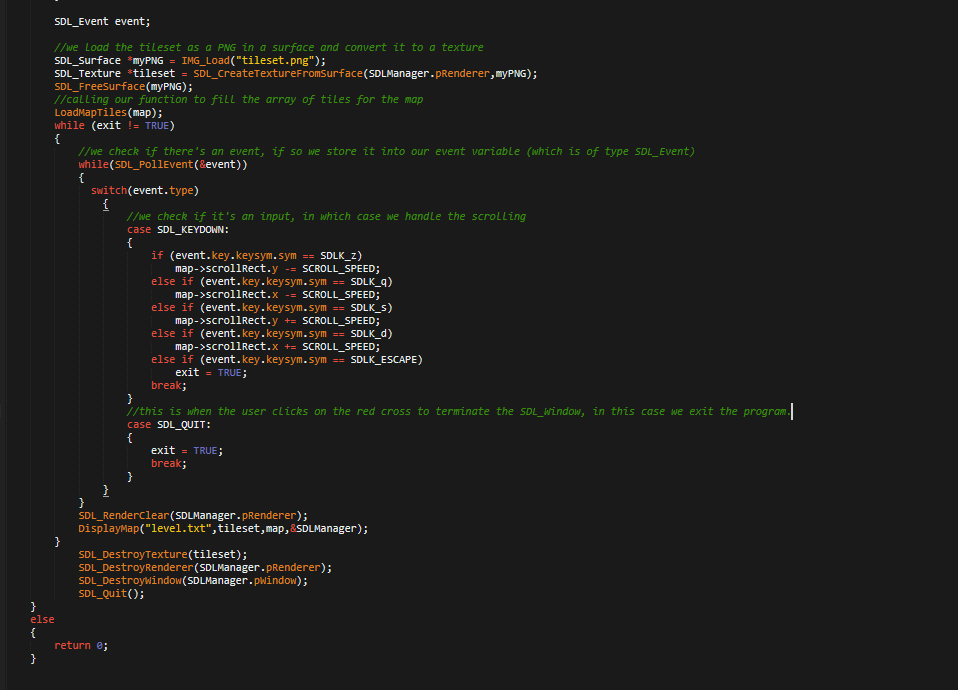 SDL_Event event;
//we load the tileset as a PNG in a surface and convert it to a texture
SDL_Surface *myPNG = IMG_Load("tileset.png");
SDL_Texture *tileset = SDL_CreateTextureFromSurface(SDLManager.pRenderer,myPNG);
SDL_FreeSurface(myPNG);
//calling our function to fill the array of tiles for the map
LoadMapTiles(map);
while (exit != TRUE)
{
//we check if there's an event, if so we store it into our event variable (which is of type SDL_Event)
while(SDL_PollEvent(&event))
{
switch(event.type)
{
//we check if it's an input, in which case we handle the scrolling
case SDL_KEYDOWN:
{
if (event.key.keysym.sym == SDLK_z)
map->scrollRect.y -= SCROLL_SPEED;
else if (event.key.keysym.sym == SDLK_q)
map->scrollRect.x -= SCROLL_SPEED;
else if (event.key.keysym.sym == SDLK_s)
map->scrollRect.y += SCROLL_SPEED;
else if (event.key.keysym.sym == SDLK_d)
map->scrollRect.x += SCROLL_SPEED;
else if (event.key.keysym.sym == SDLK_ESCAPE)
exit = TRUE;
break;
}
//this is when the user clicks on the red cross to terminate the SDL_Window, in this case we exit the program.
case SDL_QUIT:
{
exit = TRUE;
break;
}
}
}
SDL_RenderClear(SDLManager.pRenderer);
DisplayMap("level.txt",tileset,map,&SDLManager);
}
SDL_DestroyTexture(tileset);
SDL_DestroyRenderer(SDLManager.pRenderer);
SDL_DestroyWindow(SDLManager.pWindow);
SDL_Quit();
}
else
{
return 0;
}